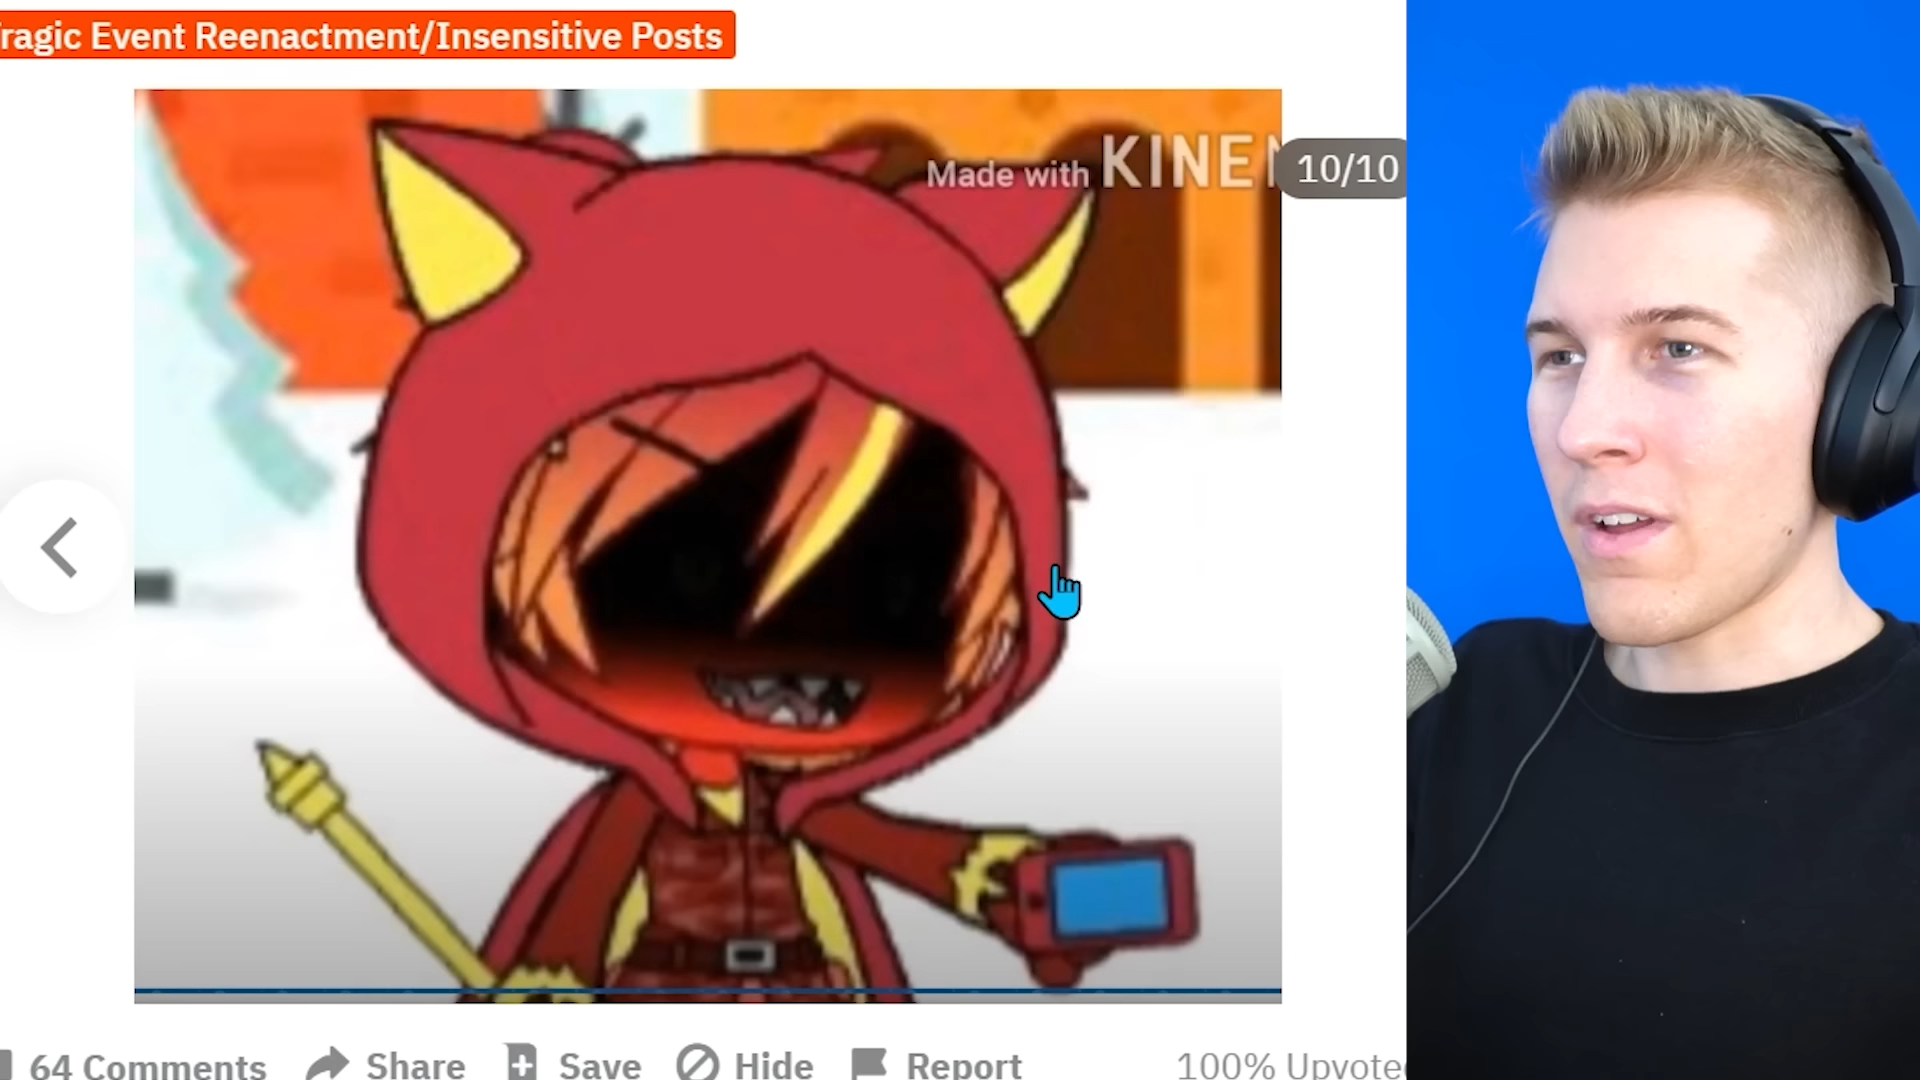 ragic Event Reenactment/Insensitive Posts
Made with KINE
10/10
64 Comments Share Save Hide Report 100% Upvote